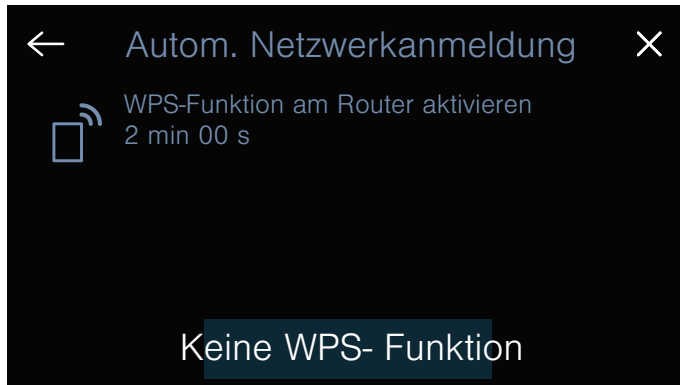 Autom. Netzwerkanmeldung
WPS-Funktion am Router aktivieren
2 min 00 s
Keine WPS- Funktion